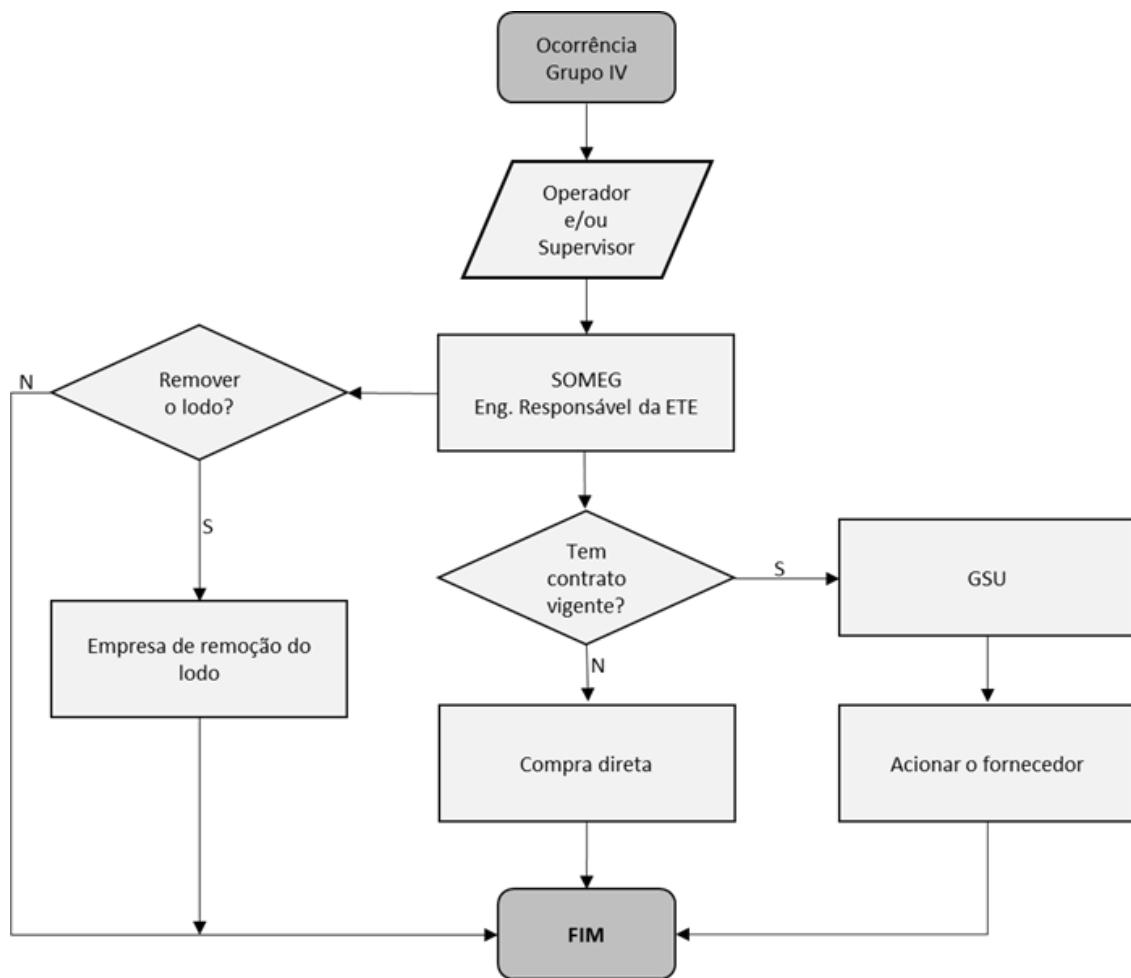 Ocorrência
Grupo IV
Operador
e/ou
Supervisor
SOMEG
Eng. Responsável da ETE
N
Remover
o lodo?
S
Empresa de remoção do
lodo
Tem
contrato
vigente?
S
GSU
N
Compra direta
Acionar o fornecedor
FIM